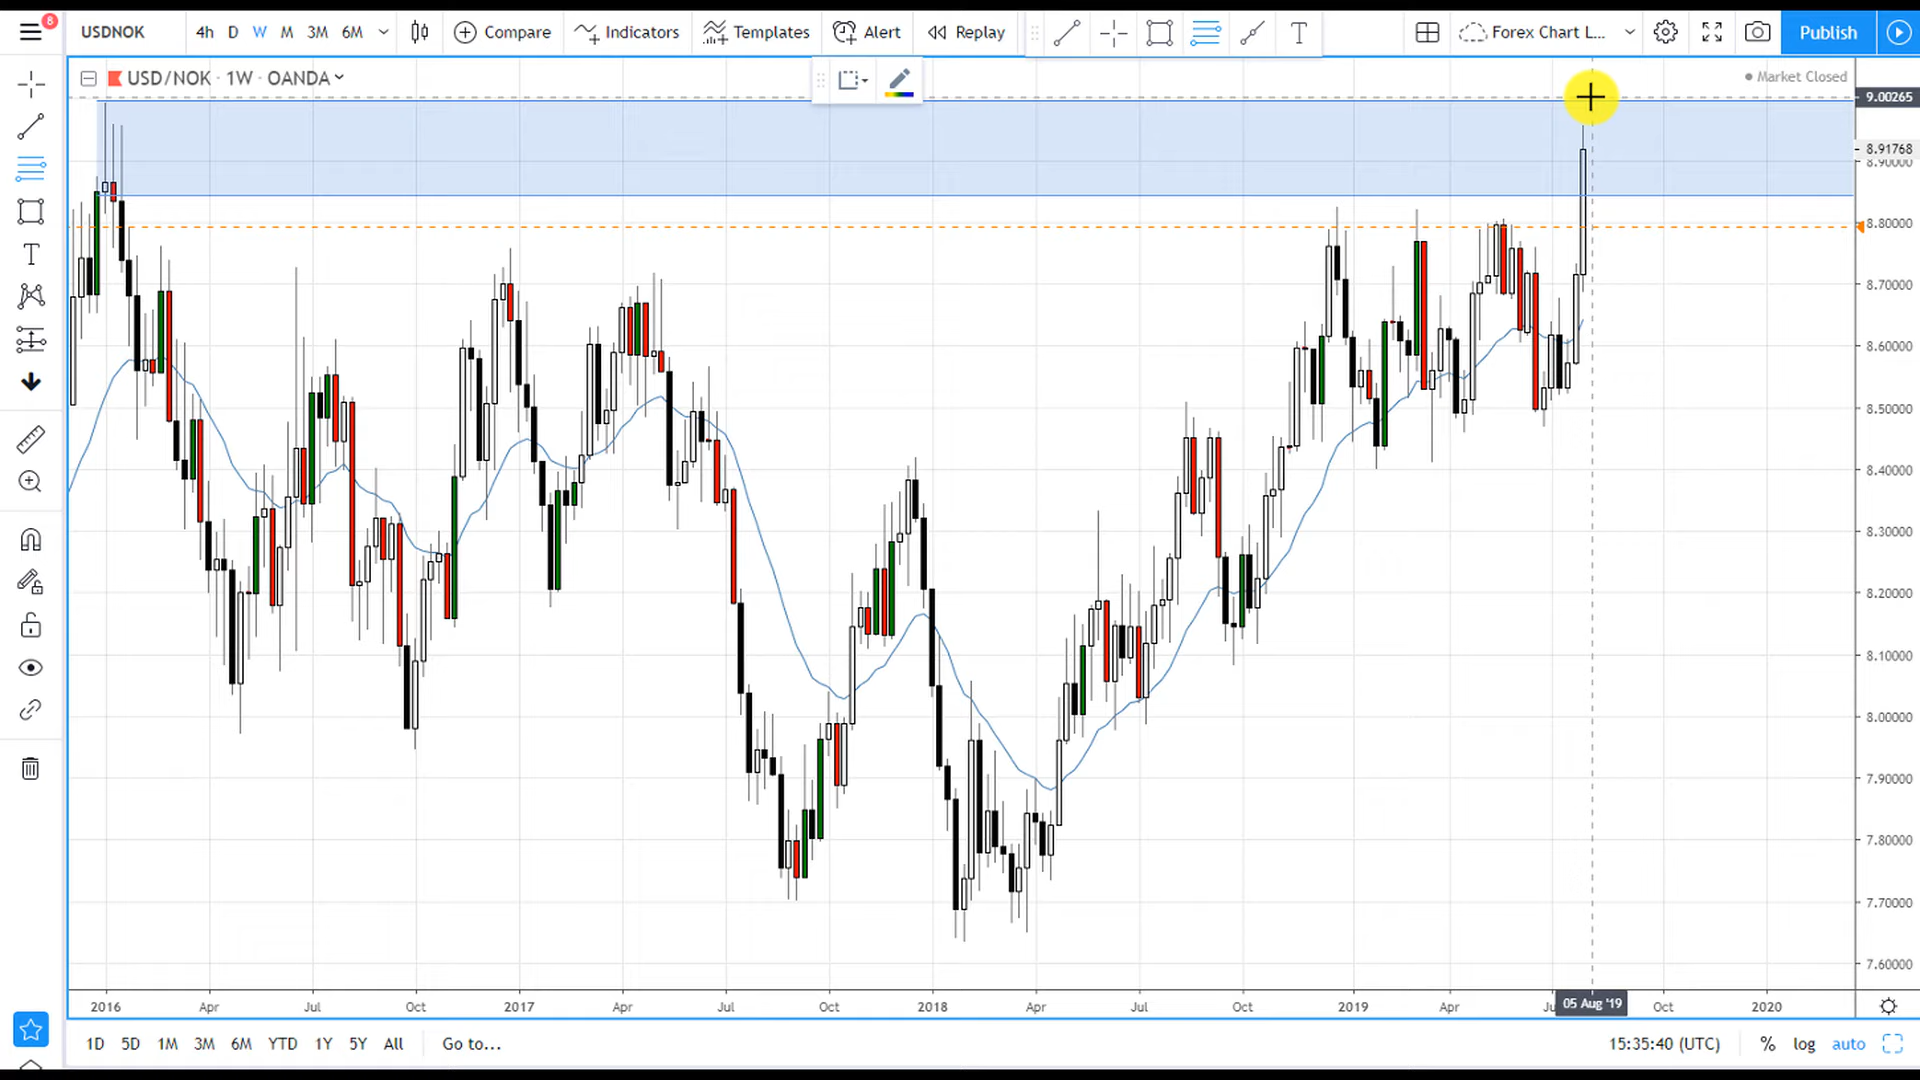 8
USDNOK
4h D W M 3M 6M
Compare
Indicators
Templates
Alert
Replay
T
Forex Chart L...
Publish
USD/NOK · 1W · OANDA
Market Closed
9.00265
8.91768
8.90000
8.80000
8.70000
8.60000
8.50000
8.40000
8.30000
8.20000
8.10000
8.00000
7.90000
7.80000
7.70000
7.60000
2016 Apr Jul Oct 2017 Apr Jul Oct 2018 Apr Jul Oct 2019 Apr 05 Aug '19 Oct 2020
1D 5D 1M 3M 6M YTD 1Y 5Y All Go to...
15:35:40 (UTC) % log auto